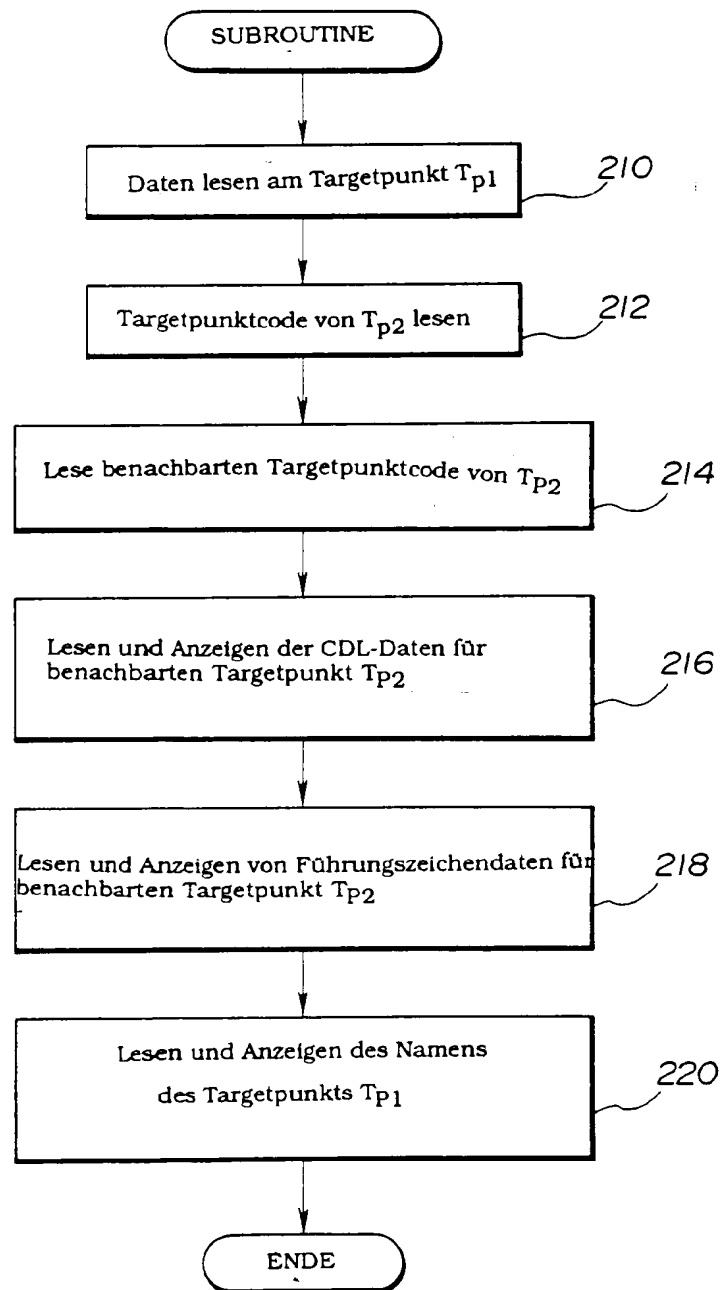 SUBROUTINE
Daten lesen am Targetpunkt Tp1
210
Targetpunktcode von Tp2 lesen
212
Lese benachbarten Targetpunktcode von TP2
214
Lesen und Anzeigen der CDL-Daten für
benachbarten Targetpunkt TP2
216
Lesen und Anzeigen von Führungszeichendaten für
benachbarten Targetpunkt TP2
218
Lesen und Anzeigen des Namens
des Targetpunkts TP1
220
ENDE